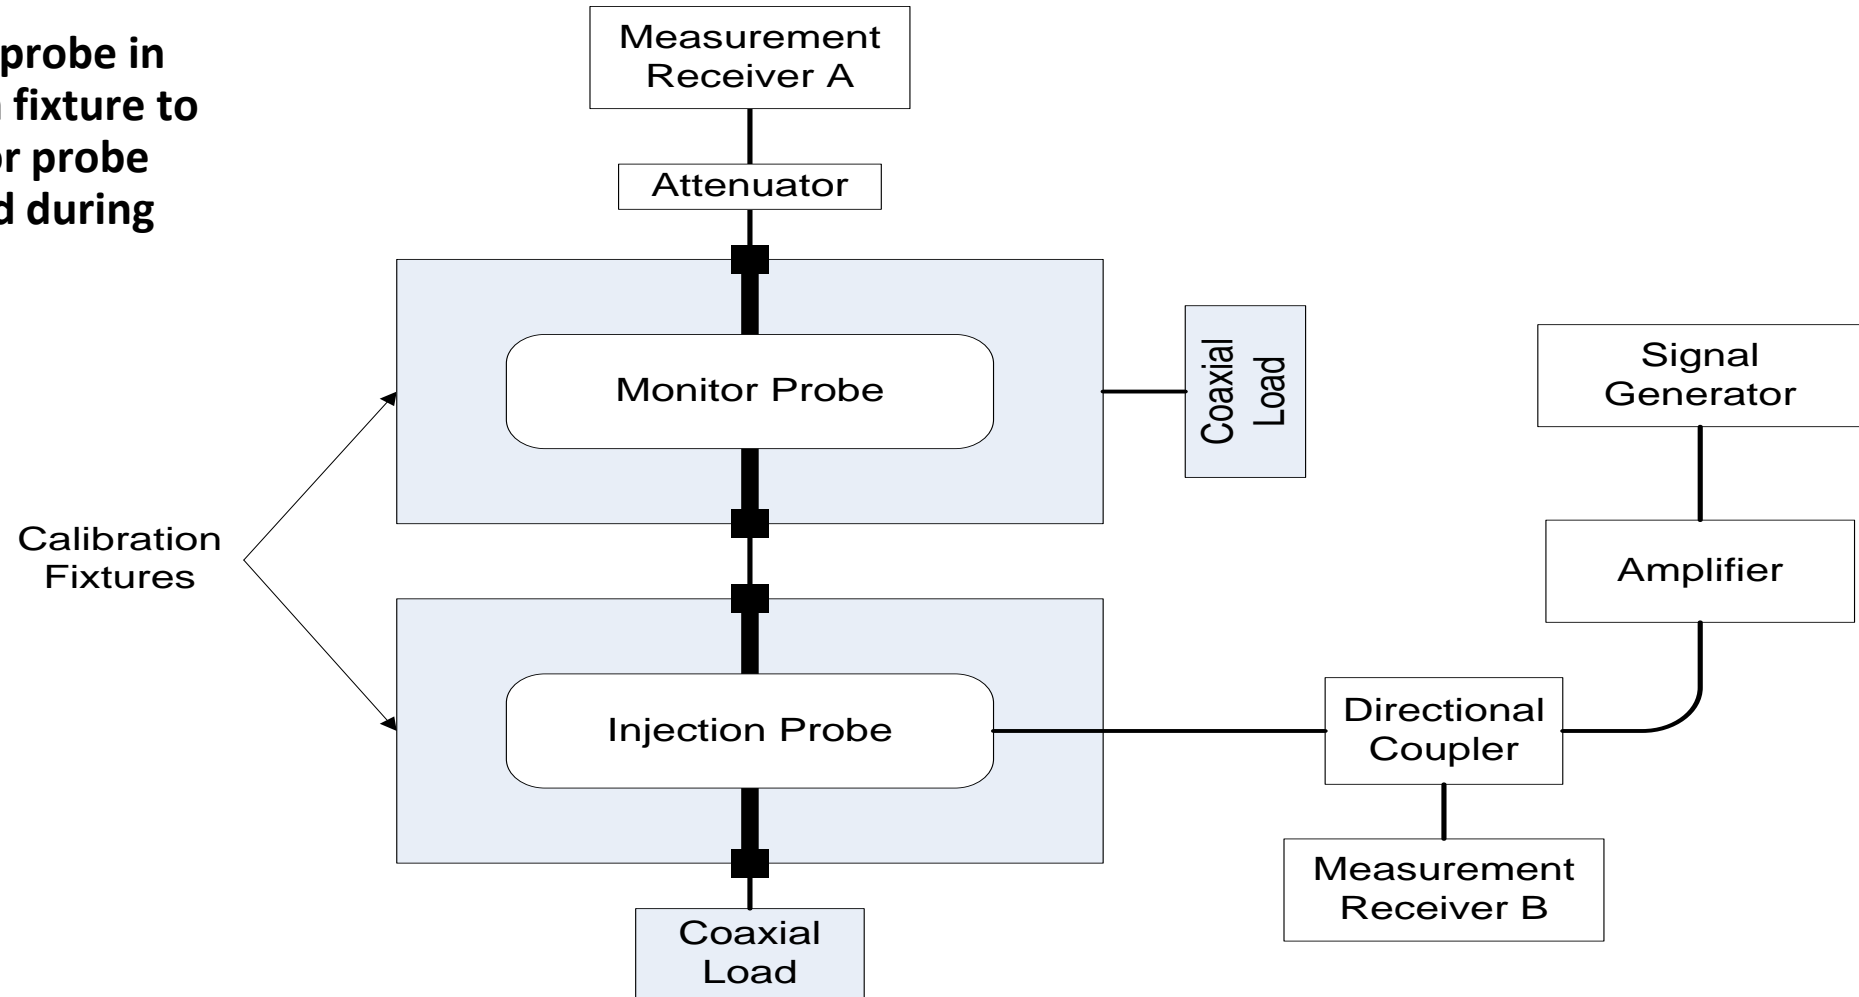 probe in
fixture to
or probe
during
Measurement
Receiver A
Attenuator
Monitor Probe
Coaxial
Load
Signal
Generator
Calibration
Fixtures
Amplifier
Injection Probe
Directional
Coupler
Measurement
Receiver B
Coaxial
Load